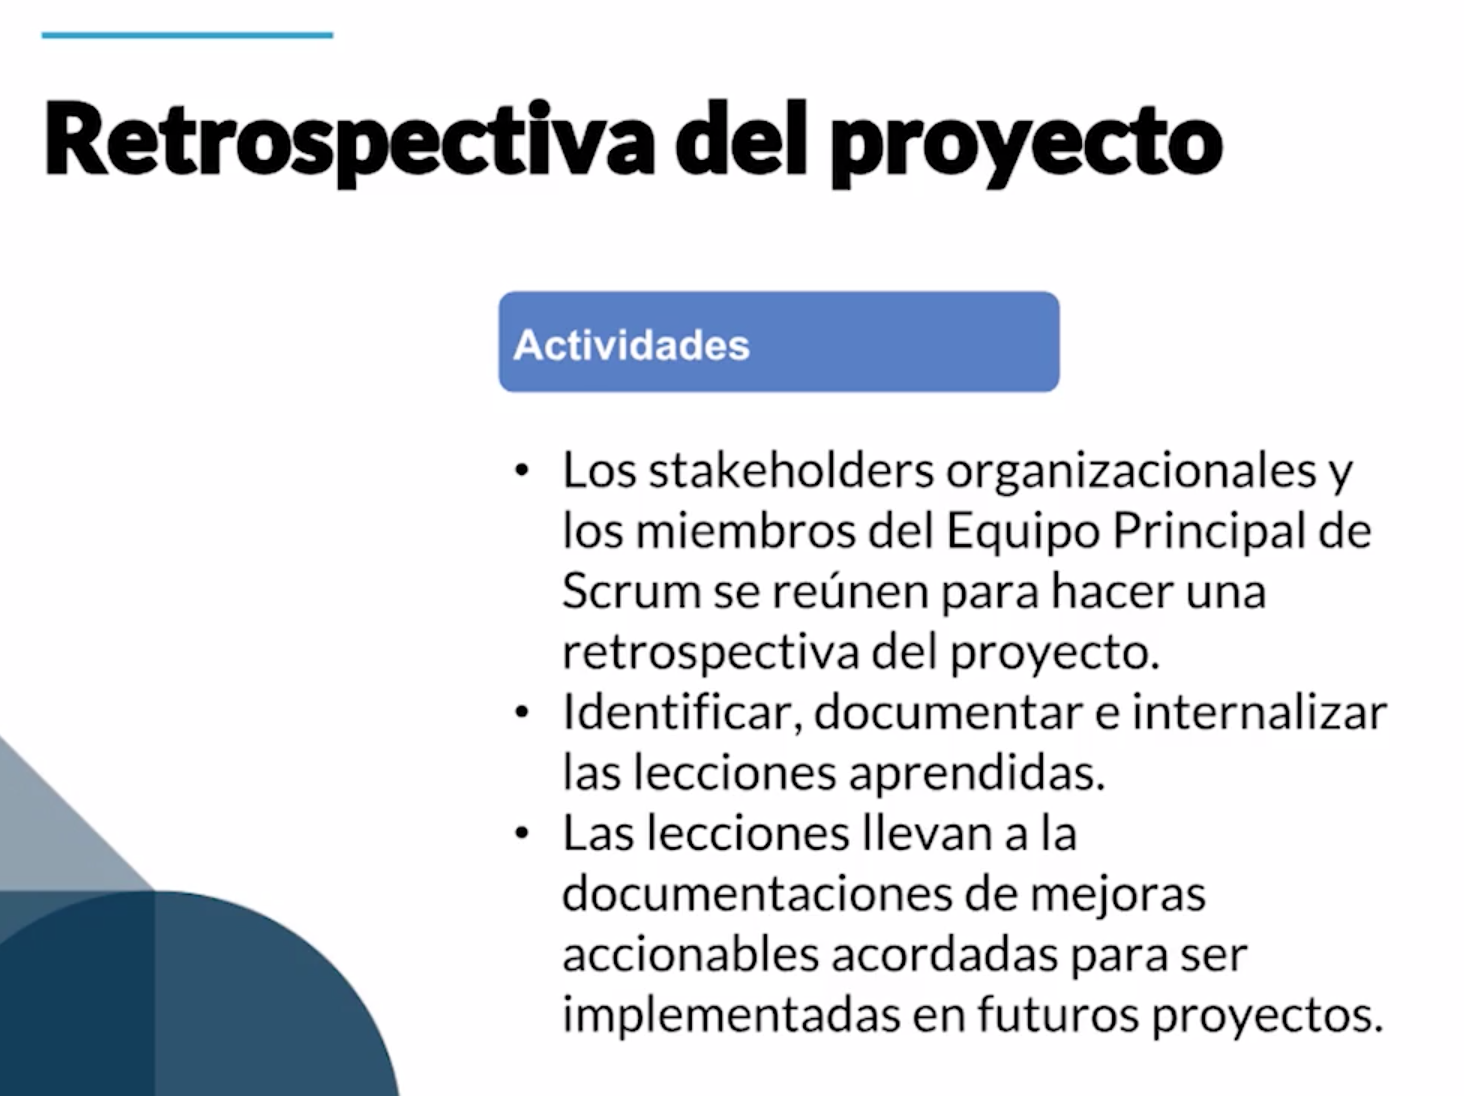 Retrospectiva del proyecto
Actividades
• Los stakeholders organizacionales y
los miembros del Equipo Principal de
Scrum se reúnen para hacer una
retrospectiva del proyecto.
• Identificar, documentar e internalizar
las lecciones aprendidas.
• Las lecciones llevan a la
documentaciones de mejoras
accionables acordadas para ser
implementadas en futuros proyectos.